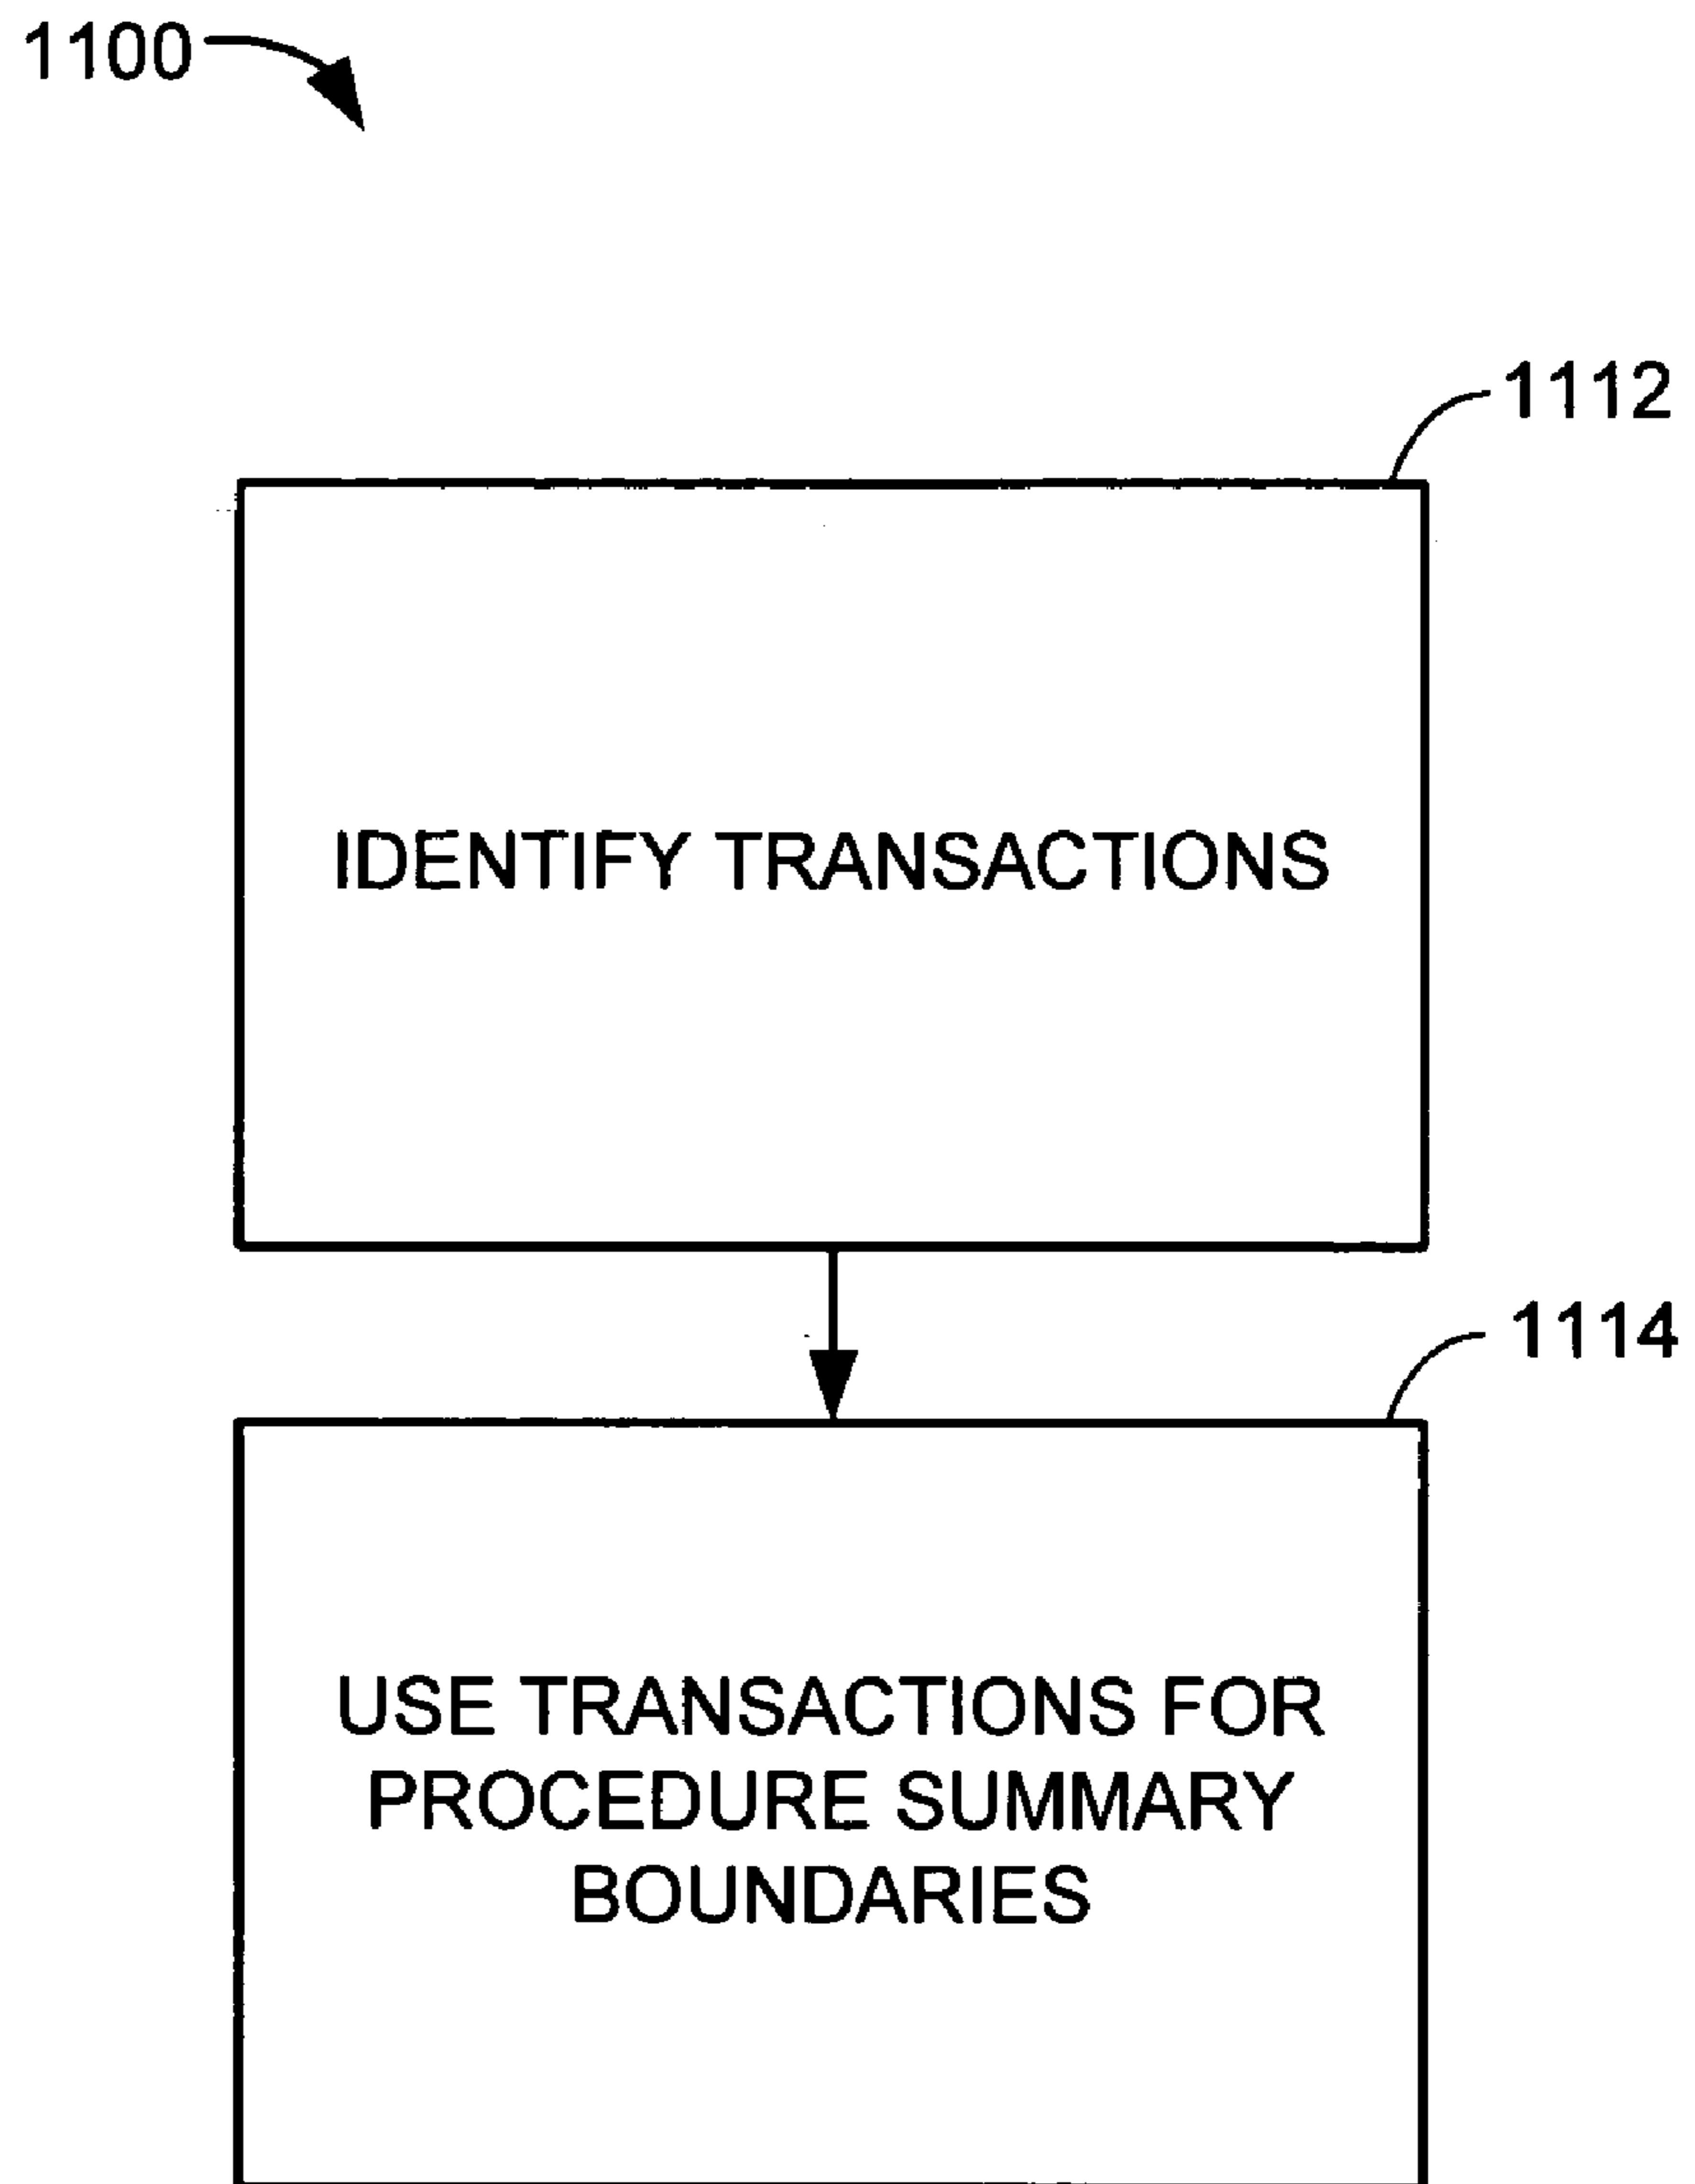 1100
1112
IDENTIFY TRANSACTIONS
1114
USE TRANSACTIONS FOR
PROCEDURE SUMMARY
BOUNDARIES